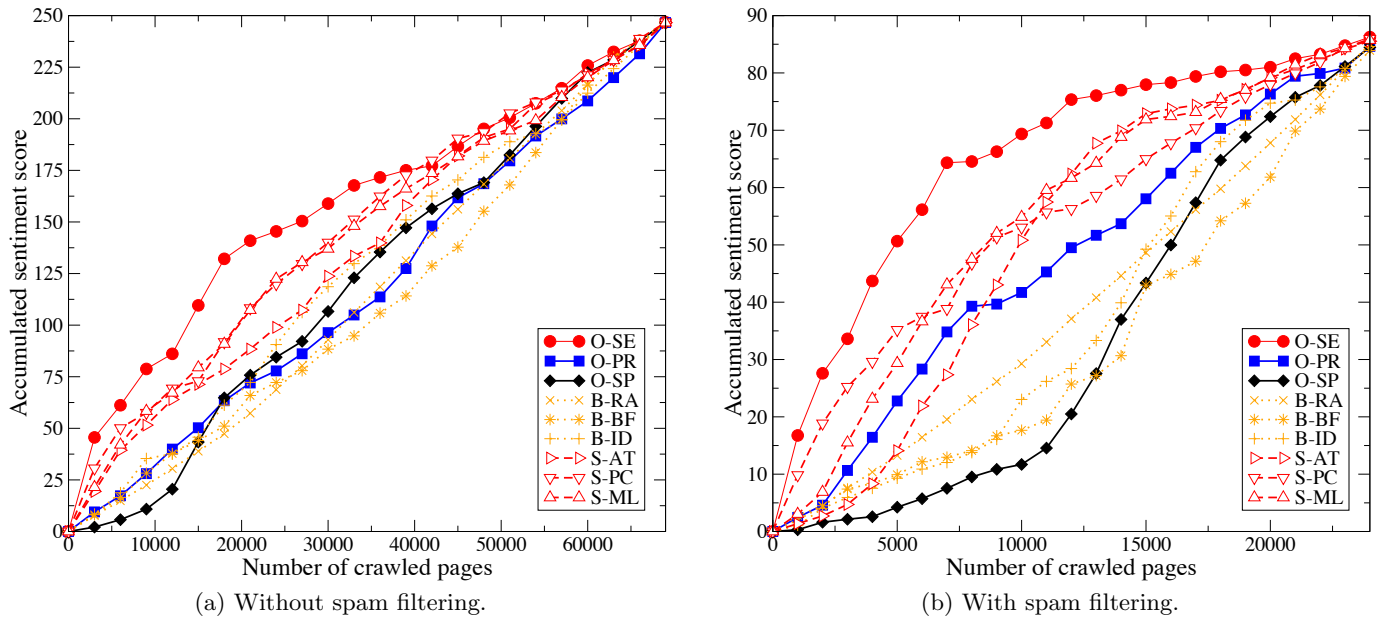 250
225
200
175
150
125
100
75
50
25
0
Accumulated sentiment score
0
10000
20000
30000
40000
50000
60000
Number of crawled pages
O-SE
O-PR
O-SP
B-RA
B-BF
B-ID
S-AT
S-PC
S-ML
(a) Without spam filtering.
90
80
70
60
50
40
30
20
10
0
Accumulated sentiment score
0
5000
10000
15000
20000
Number of crawled pages
O-SE
O-PR
O-SP
B-RA
B-BF
B-ID
S-AT
S-PC
S-ML
(b) With spam filtering.